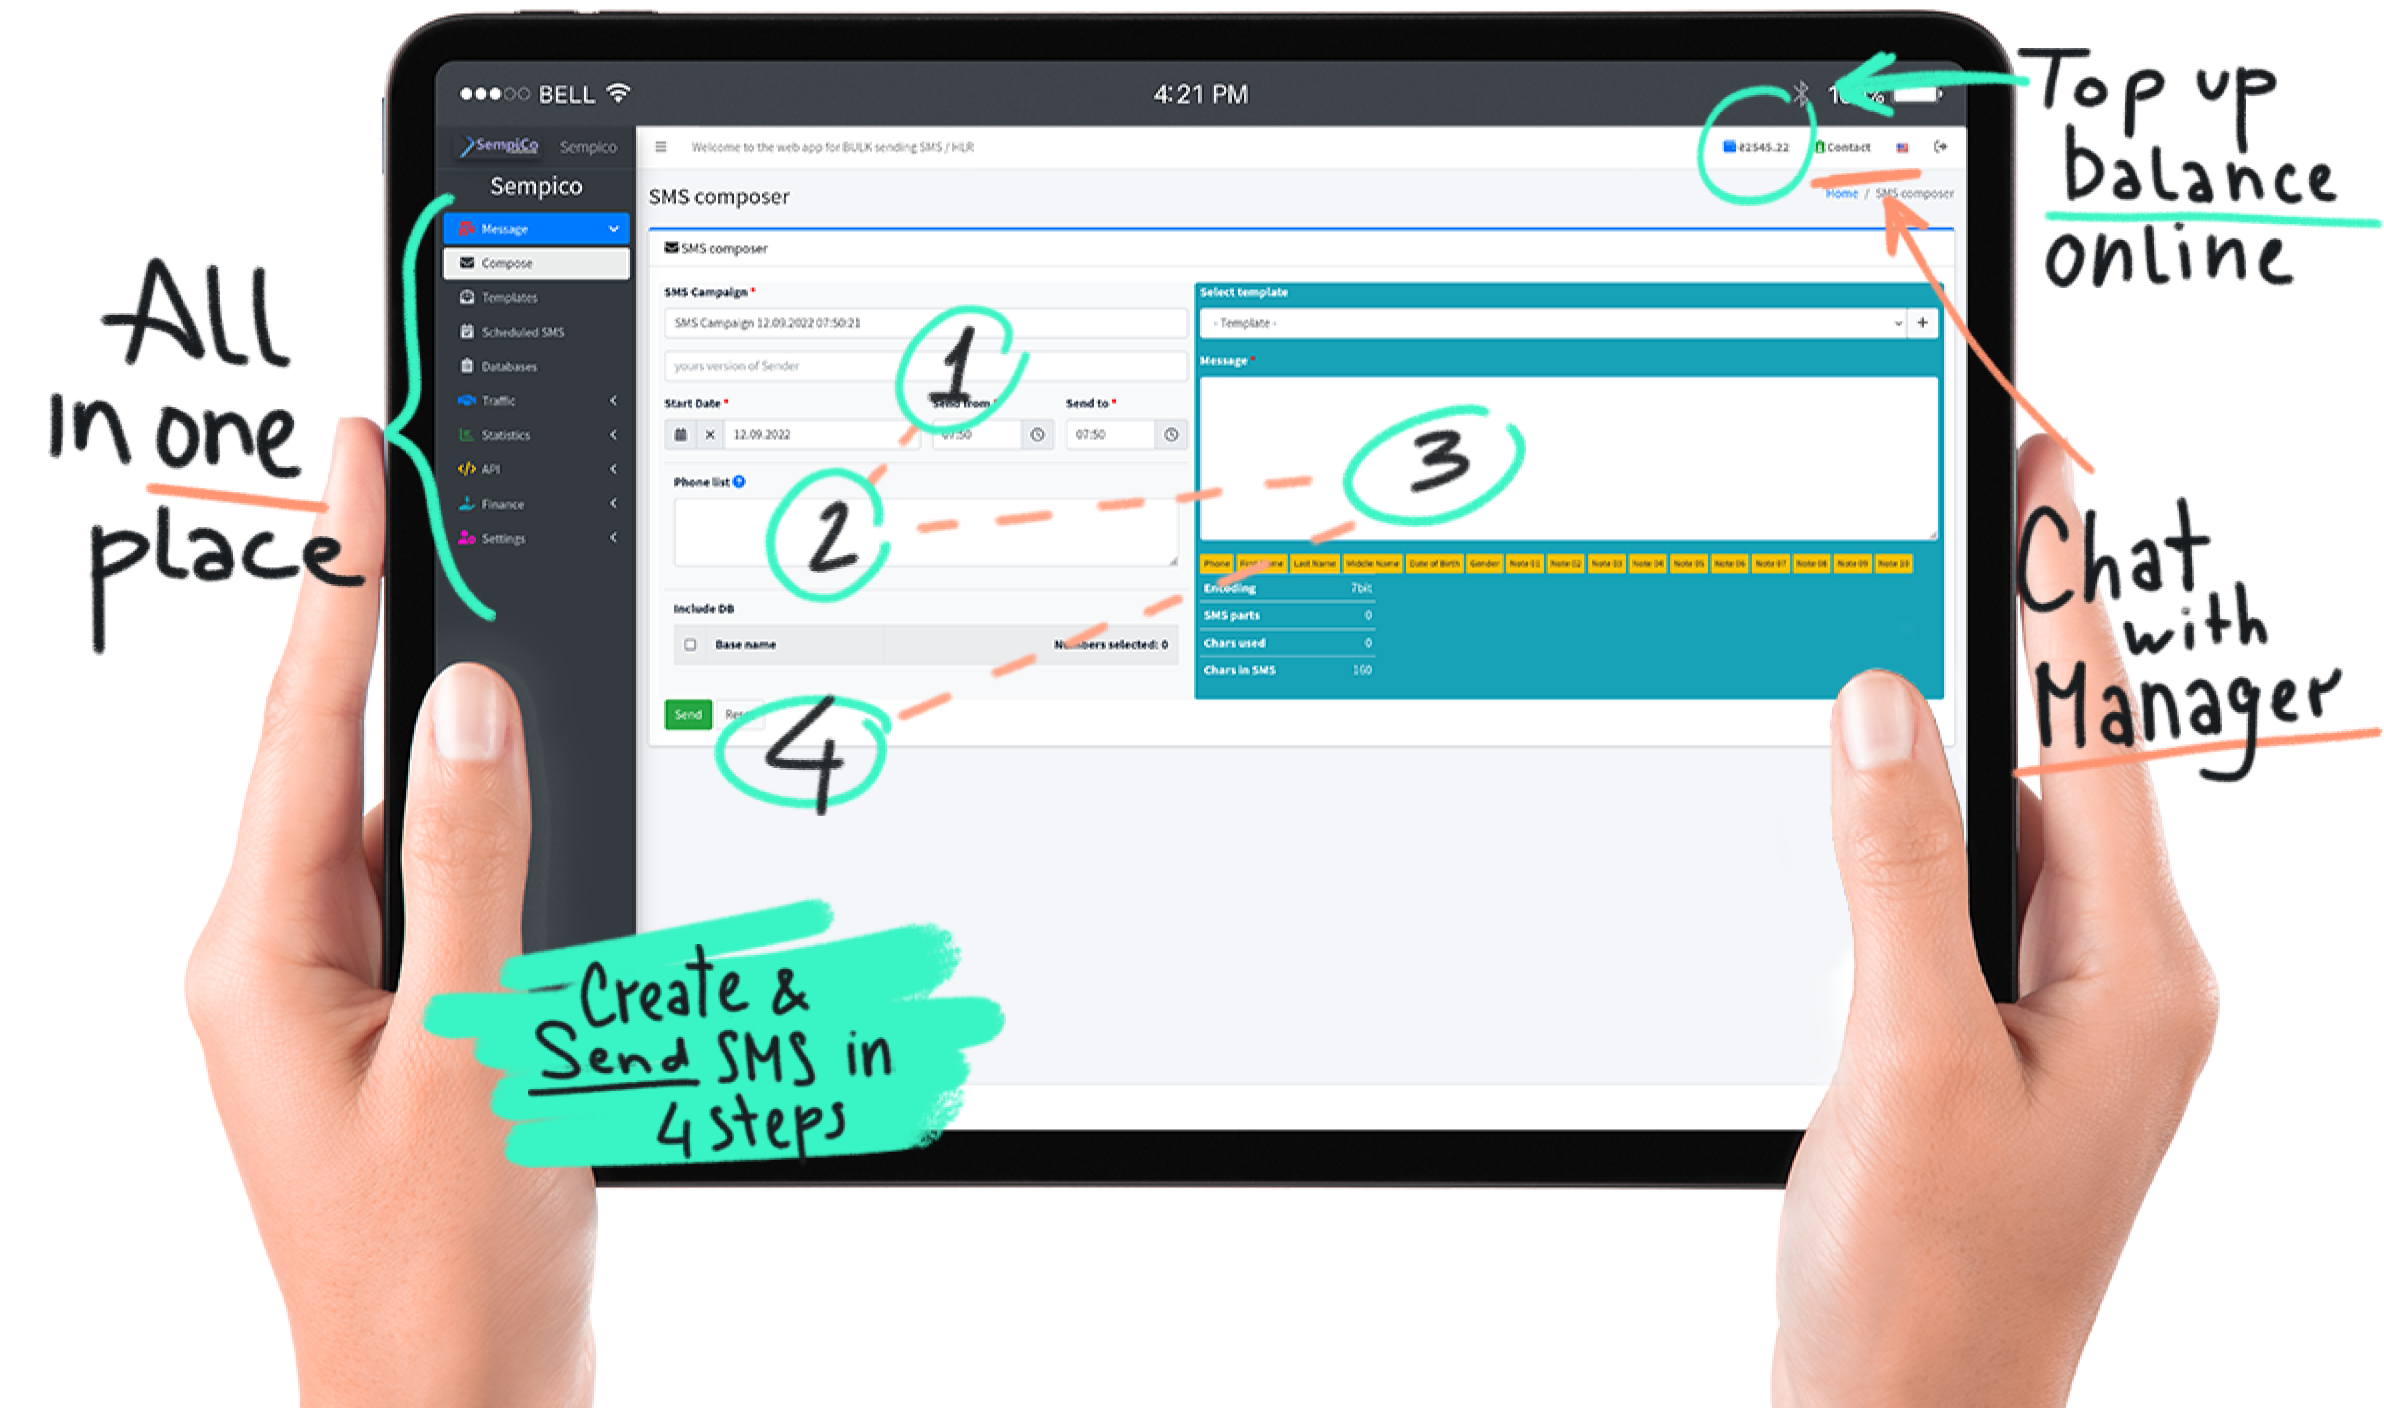 BELL
4:21 PM
SempiCo Sempico
Welcome to the web app for BULK sending SMS / HLR
Contact
Sempico
SMS composer
Home / SMS composer
Message
Compose
Templates
Scheduled SMS
Databases
Traffic
Statistics
API
Finance
Settings
SMS composer
SMS Campaign *
SMS Campaign 12.09.2022 07:50:21
yours version of Sender
Start Date *
Send from *
Send to *
12.09.2022
07:50
07:50
Phone list
Include DB
Base name
Numbers selected: 0
Send
Select template
- Template -
Message *
Phone First Name Last Name Middle Name Date of Birth Gender Note 01 Note 02 Note 03 Note 04 Note 05 Note 06 Note 07 Note 08 Note 09 Note 10
Encoding 7bit
SMS parts 0
Chars used 0
Chars in SMS 160
1
2
3
4
All
in one
place
Top up
balance
online
Chat
with
Manager
Create &
Send SMS in
4 steps